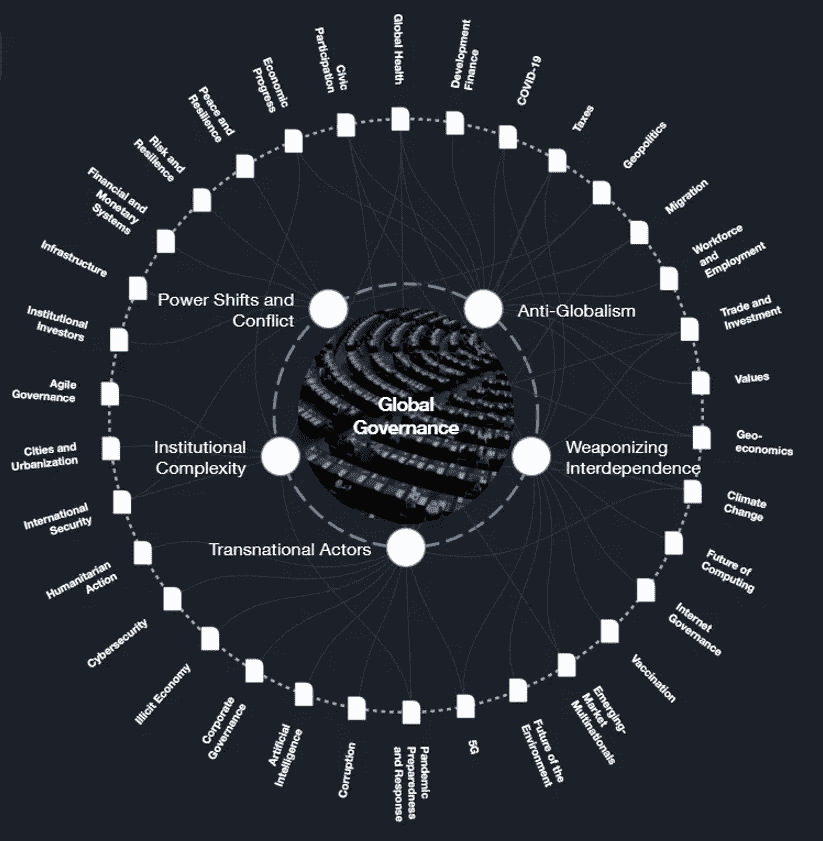 Global Health
Development
Finance
COVID-19
Taxes
Geopolitics
Migration
Workforce
and
Employment
Trade and
Investment
Values
Geo-
economics
Climate
Change
Future of
Computing
Internet
Governance
Vaccination
Emerging-
Market
Multinationals
Future of the
Environment
5G
Pandemic
Preparedness
and Response
Corruption
Artificial
Intelligence
Corporate
Governance
Illicit Economy
Cybersecurity
Humanitarian
Action
International
Security
Cities and
Urbanization
Agile
Governance
Institutional
Investors
Infrastructure
Financial and
Monetary
Systems
Risk and
Resilience
Peace and
Resilience
Economic
Progress
Civic
Participation
Power Shifts and
Conflict
Anti-Globalism
Global
Governance
Institutional
Complexity
Weaponizing
Interdependence
Transnational Actors